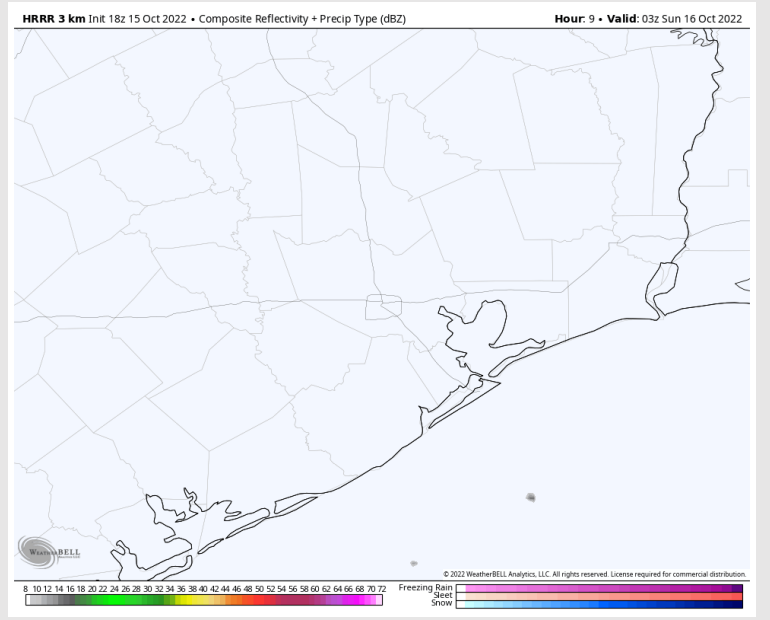 HRRR 3 km Init 18z 15 Oct 2022 • Composite Reflectivity + Precip Type (dBZ) Hour: 9 • Valid: 03z Sun 16 Oct 2022
WEATHERBELL
© 2022 WeatherBELL Analytics, LLC. All rights reserved. License required for commercial distribution.
8 10 12 14 16 18 20 22 24 26 28 30 32 34 36 38 40 42 44 46 48 50 52 54 56 58 60 62 64 66 68 70 72
Freezing Rain
Sleet
Snow